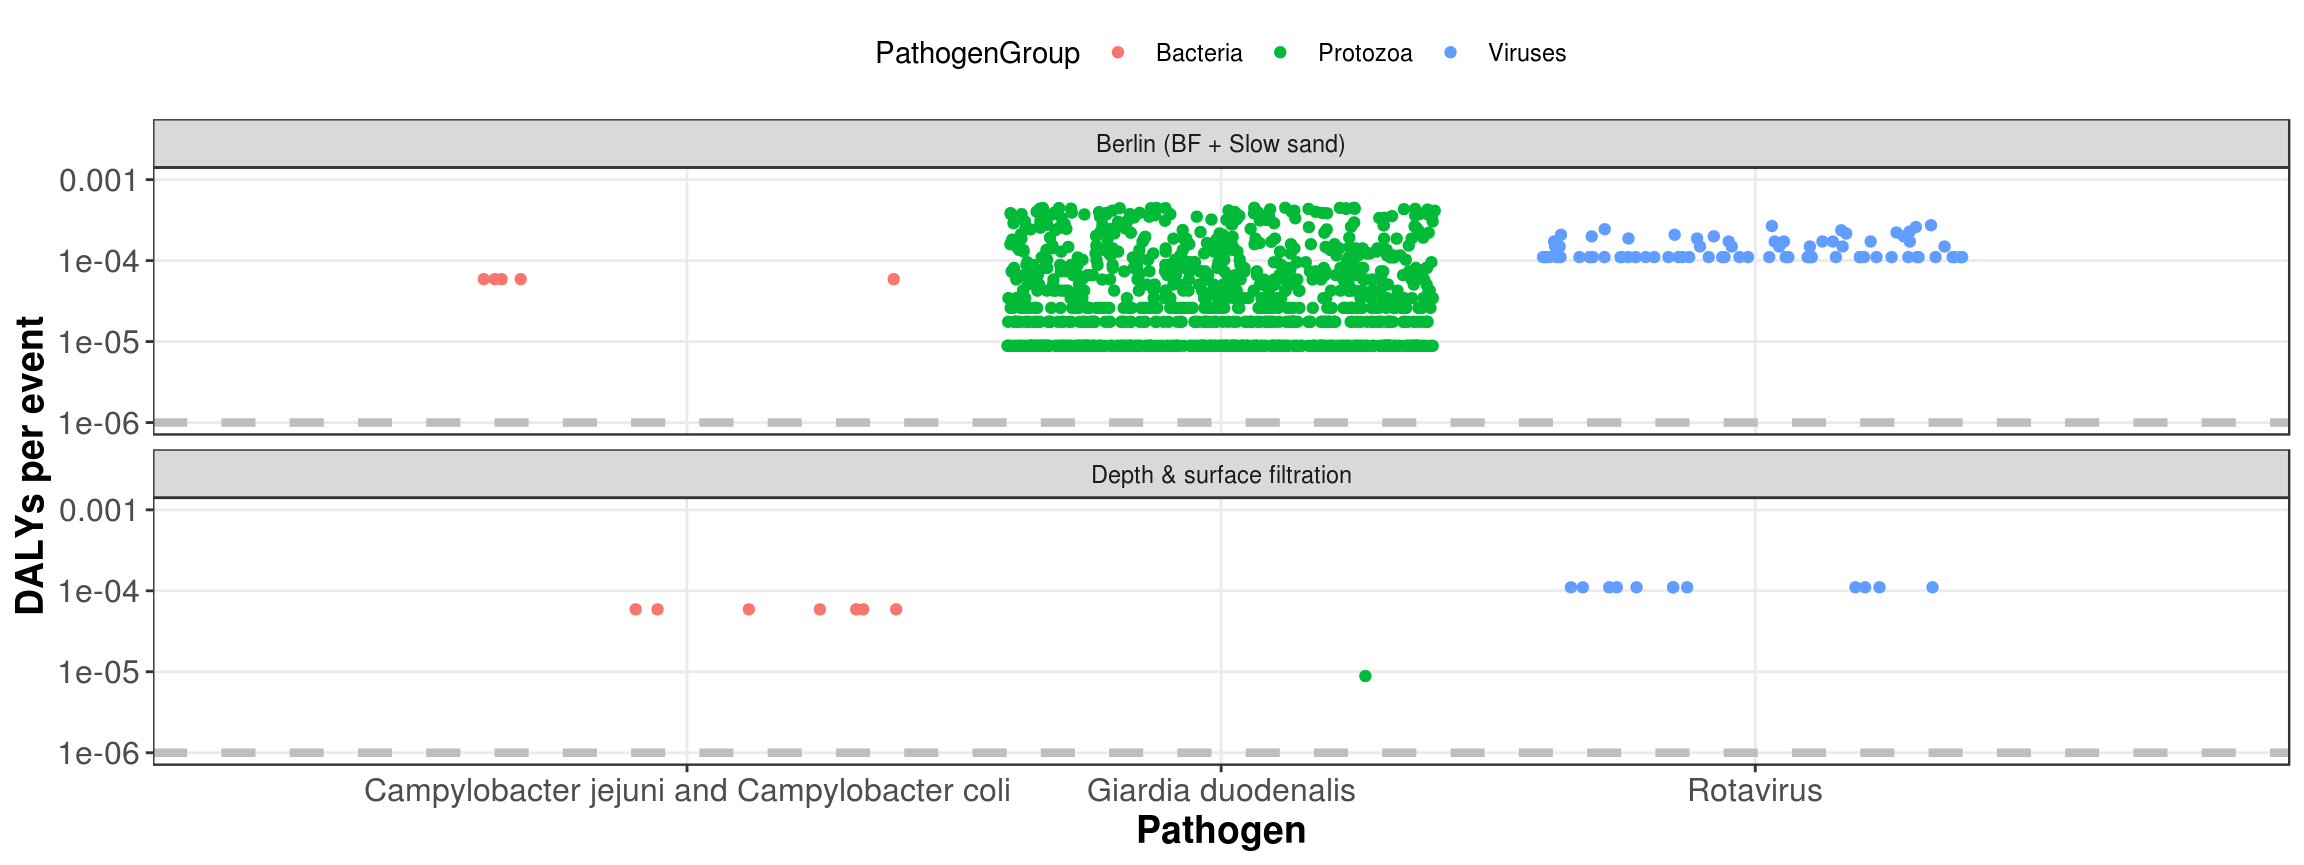 PathogenGroup Bacteria Protozoa Viruses
Berlin (BF + Slow sand)
0.001
1e-04
1e-05
1e-06
Depth & surface filtration
0.001
1e-04
1e-05
1e-06
DALYs per event
Campylobacter jejuni and Campylobacter coli Giardia duodenalis Rotavirus
Pathogen